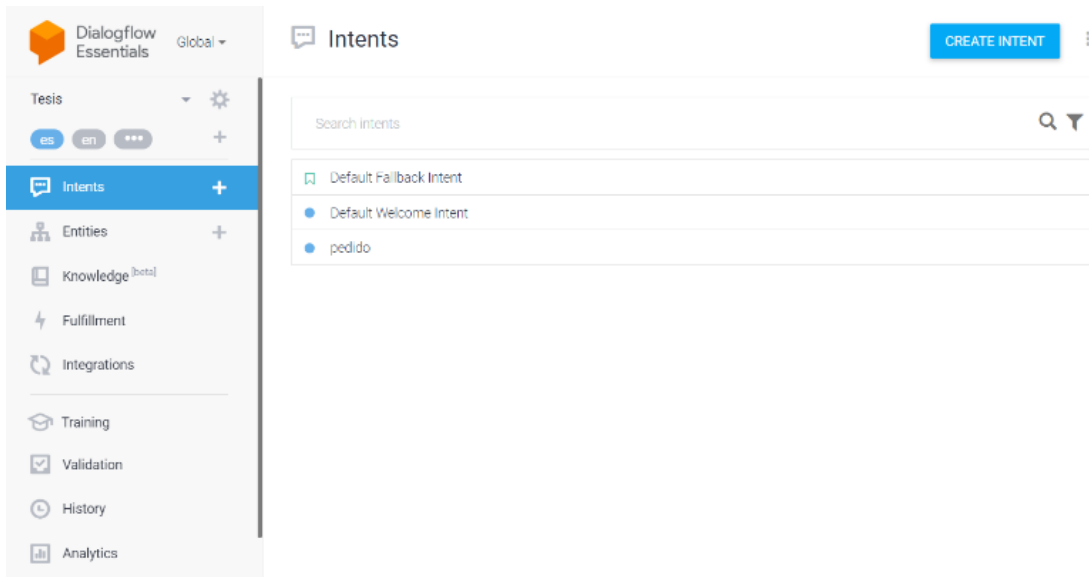 Dialogflow
Essentials
Global
Intents
CREATE INTENT
Tesis
es
en
Search intents
Intents
Default Fallback Intent
Default Welcome Intent
pedido
Entities
Knowledge [beta]
Fulfillment
Integrations
Training
Validation
History
Analytics